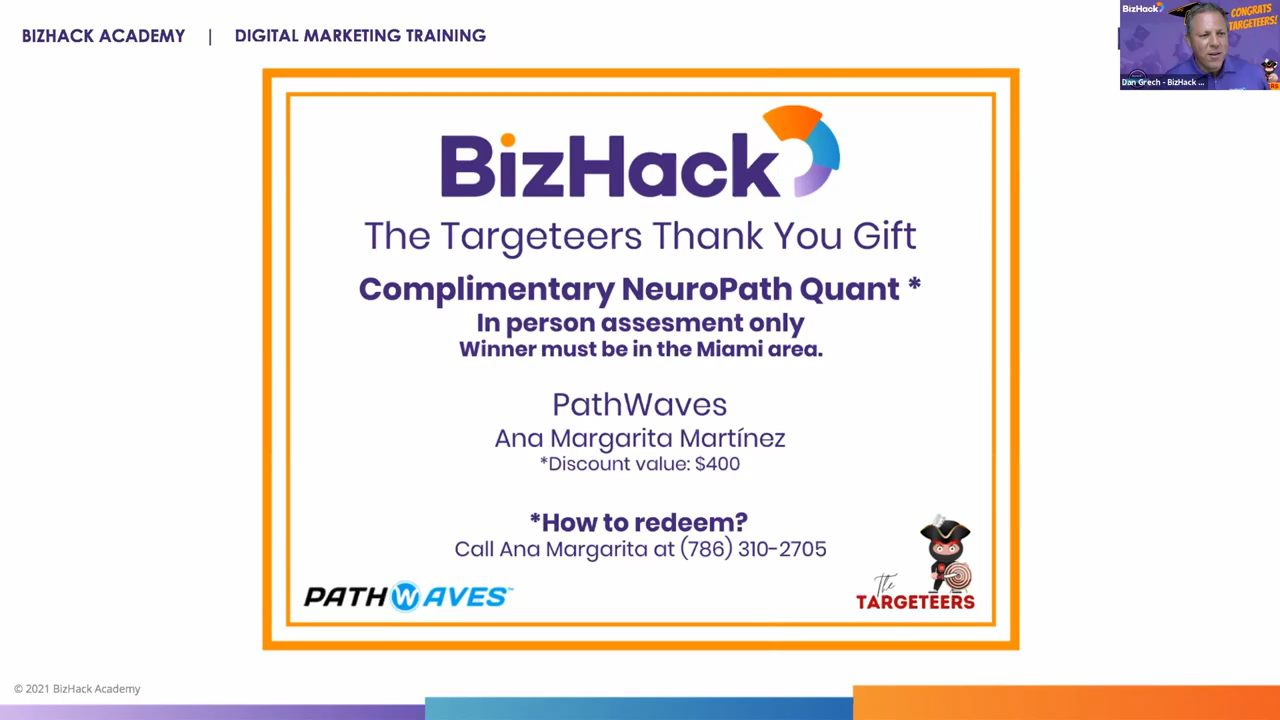 BIZHACK ACADEMY | DIGITAL MARKETING TRAINING
BizHack
CONGRATS
TARGETEERS!
Dan Grech - BizHack ...
BizHack
The Targeteers Thank You Gift
Complimentary NeuroPath Quant *
In person assesment only
Winner must be in the Miami area.
PathWaves
Ana Margarita Martínez
*Discount value: $400
*How to redeem?
Call Ana Margarita at (786) 310-2705
PATHWAVES™
The
TARGETEERS
© 2021 BizHack Academy